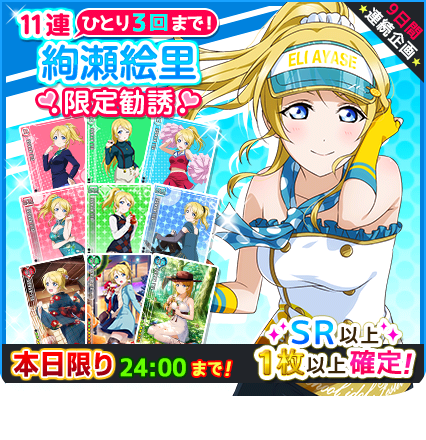 11連 ひとり3回まで!
9日間
★連続企画★
絢瀬絵里
限定勧誘
ELI AYASE
SR以上
1枚以上確定!
本日限り 24:00まで!